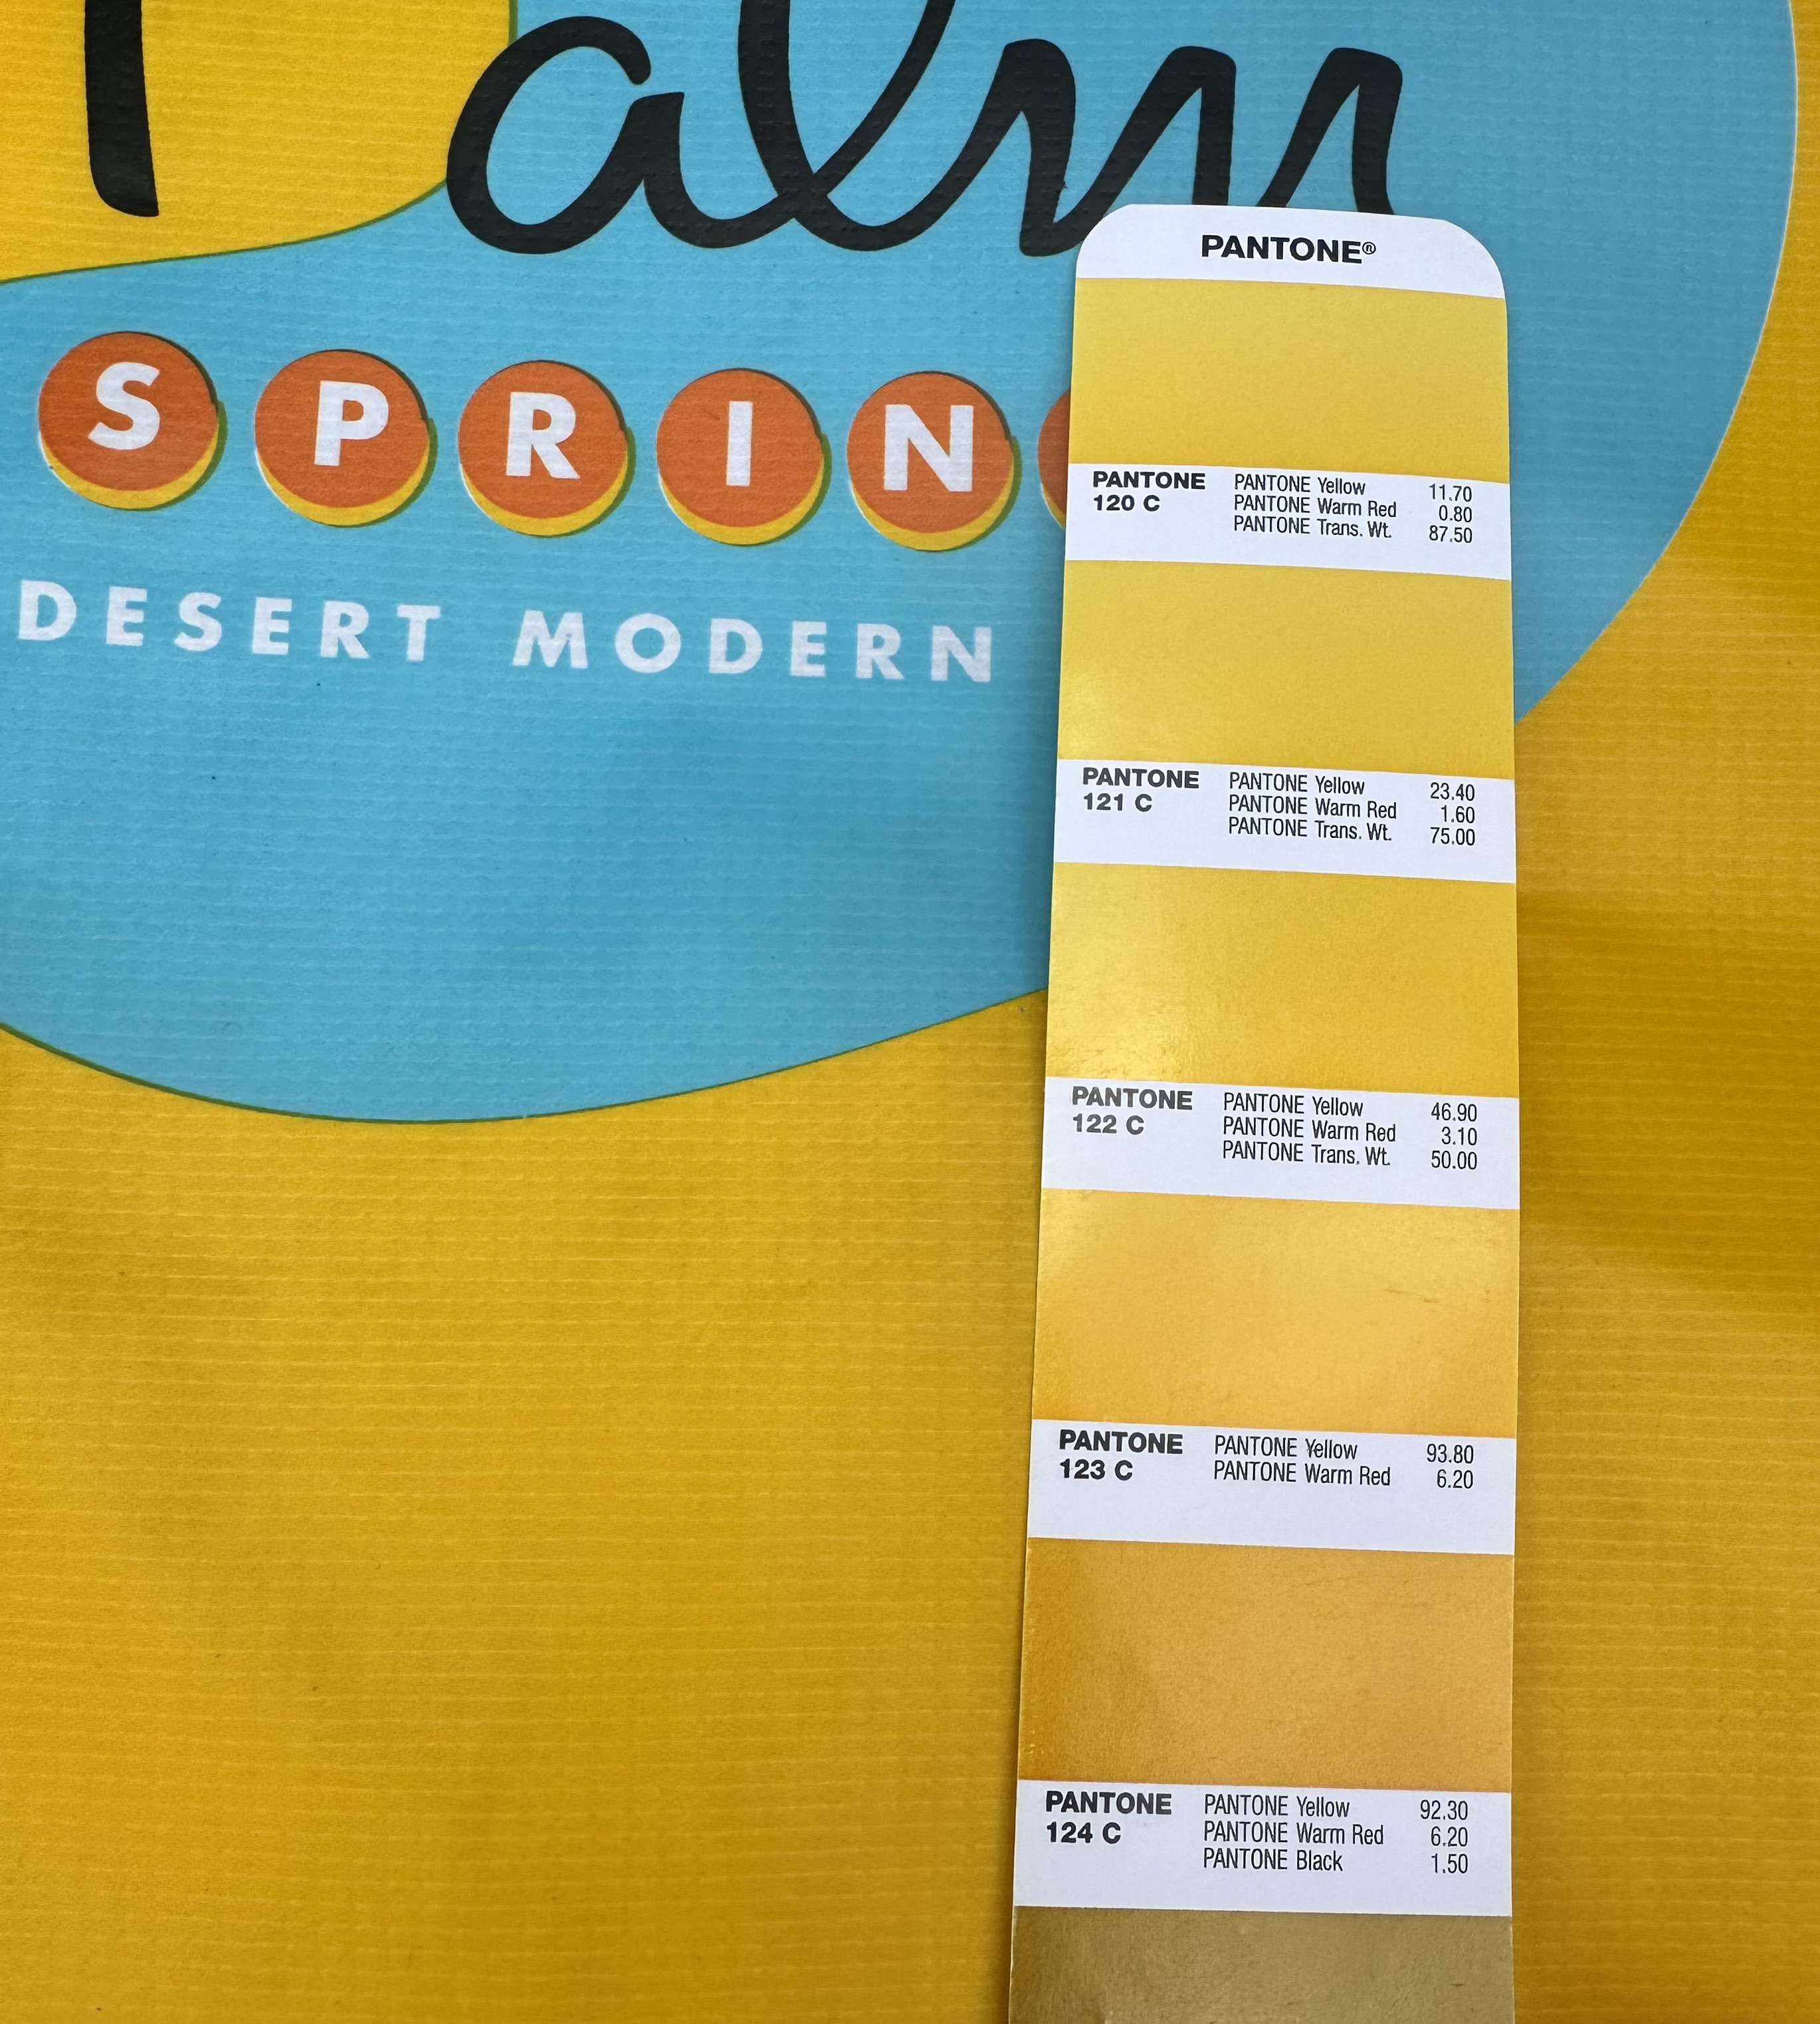 Palm
SPRIN
DESERT MODERN
PANTONE®
PANTONE 120 C
PANTONE Yellow 11.70
PANTONE Warm Red 0.80
PANTONE Trans. Wt. 87.50
PANTONE 121 C
PANTONE Yellow 23.40
PANTONE Warm Red 1.60
PANTONE Trans. Wt. 75.00
PANTONE 122 C
PANTONE Yellow 46.90
PANTONE Warm Red 3.10
PANTONE Trans. Wt. 50.00
PANTONE 123 C
PANTONE Yellow 93.80
PANTONE Warm Red 6.20
PANTONE 124 C
PANTONE Yellow 92.30
PANTONE Warm Red 6.20
PANTONE Black 1.50